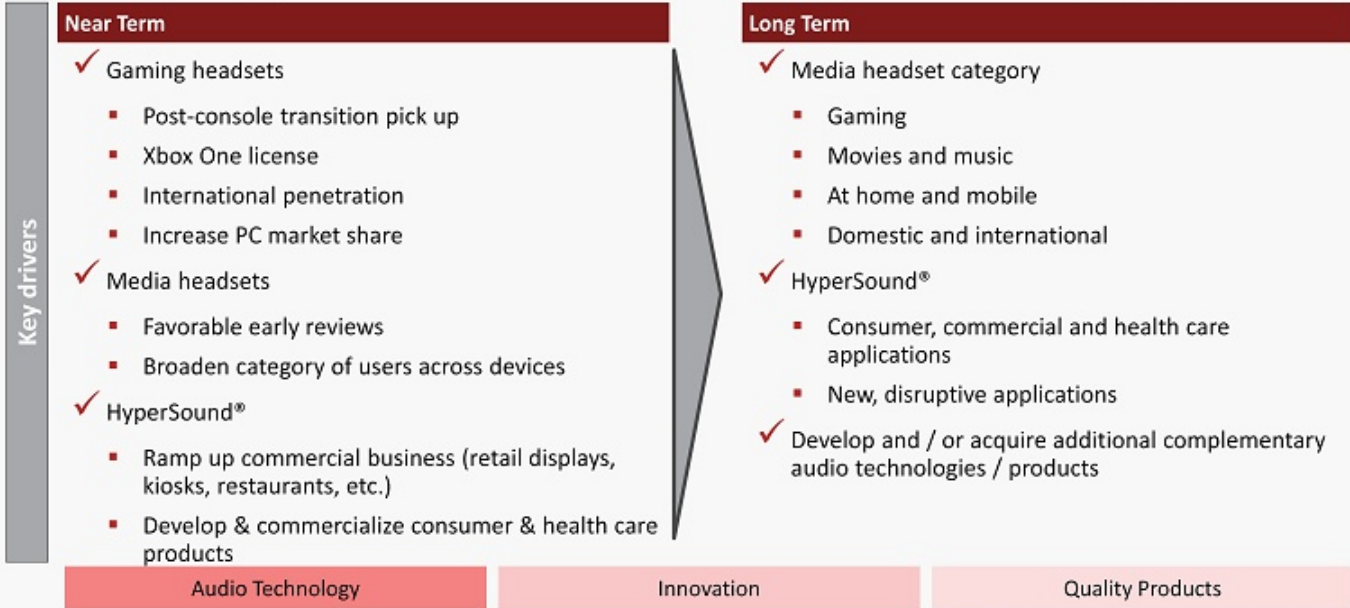 Key drivers
Near Term
✓ Gaming headsets
▪ Post-console transition pick up
▪ Xbox One license
▪ International penetration
▪ Increase PC market share
✓ Media headsets
▪ Favorable early reviews
▪ Broaden category of users across devices
✓ HyperSound®
▪ Ramp up commercial business (retail displays,
kiosks, restaurants, etc.)
▪ Develop & commercialize consumer & health care
products
Long Term
✓ Media headset category
▪ Gaming
▪ Movies and music
▪ At home and mobile
▪ Domestic and international
✓ HyperSound®
▪ Consumer, commercial and health care
applications
▪ New, disruptive applications
✓ Develop and / or acquire additional complementary
audio technologies / products
Audio Technology
Innovation
Quality Products